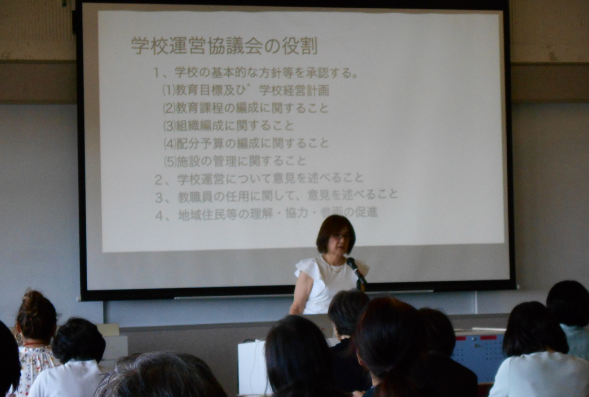 学校運営協議会の役割
1、学校の基本的な方針等を承認する。
⑴教育目標及び゛学校経営計画
⑵教育課程の編成に関すること
⑶組織編成に関すること
⑷配分予算の編成に関すること
⑸施設の管理に関すること
2、学校運営について意見を述べること
3、教職員の任用に関して、意見を述べること
4、地域住民等の理解・協力・参画の促進